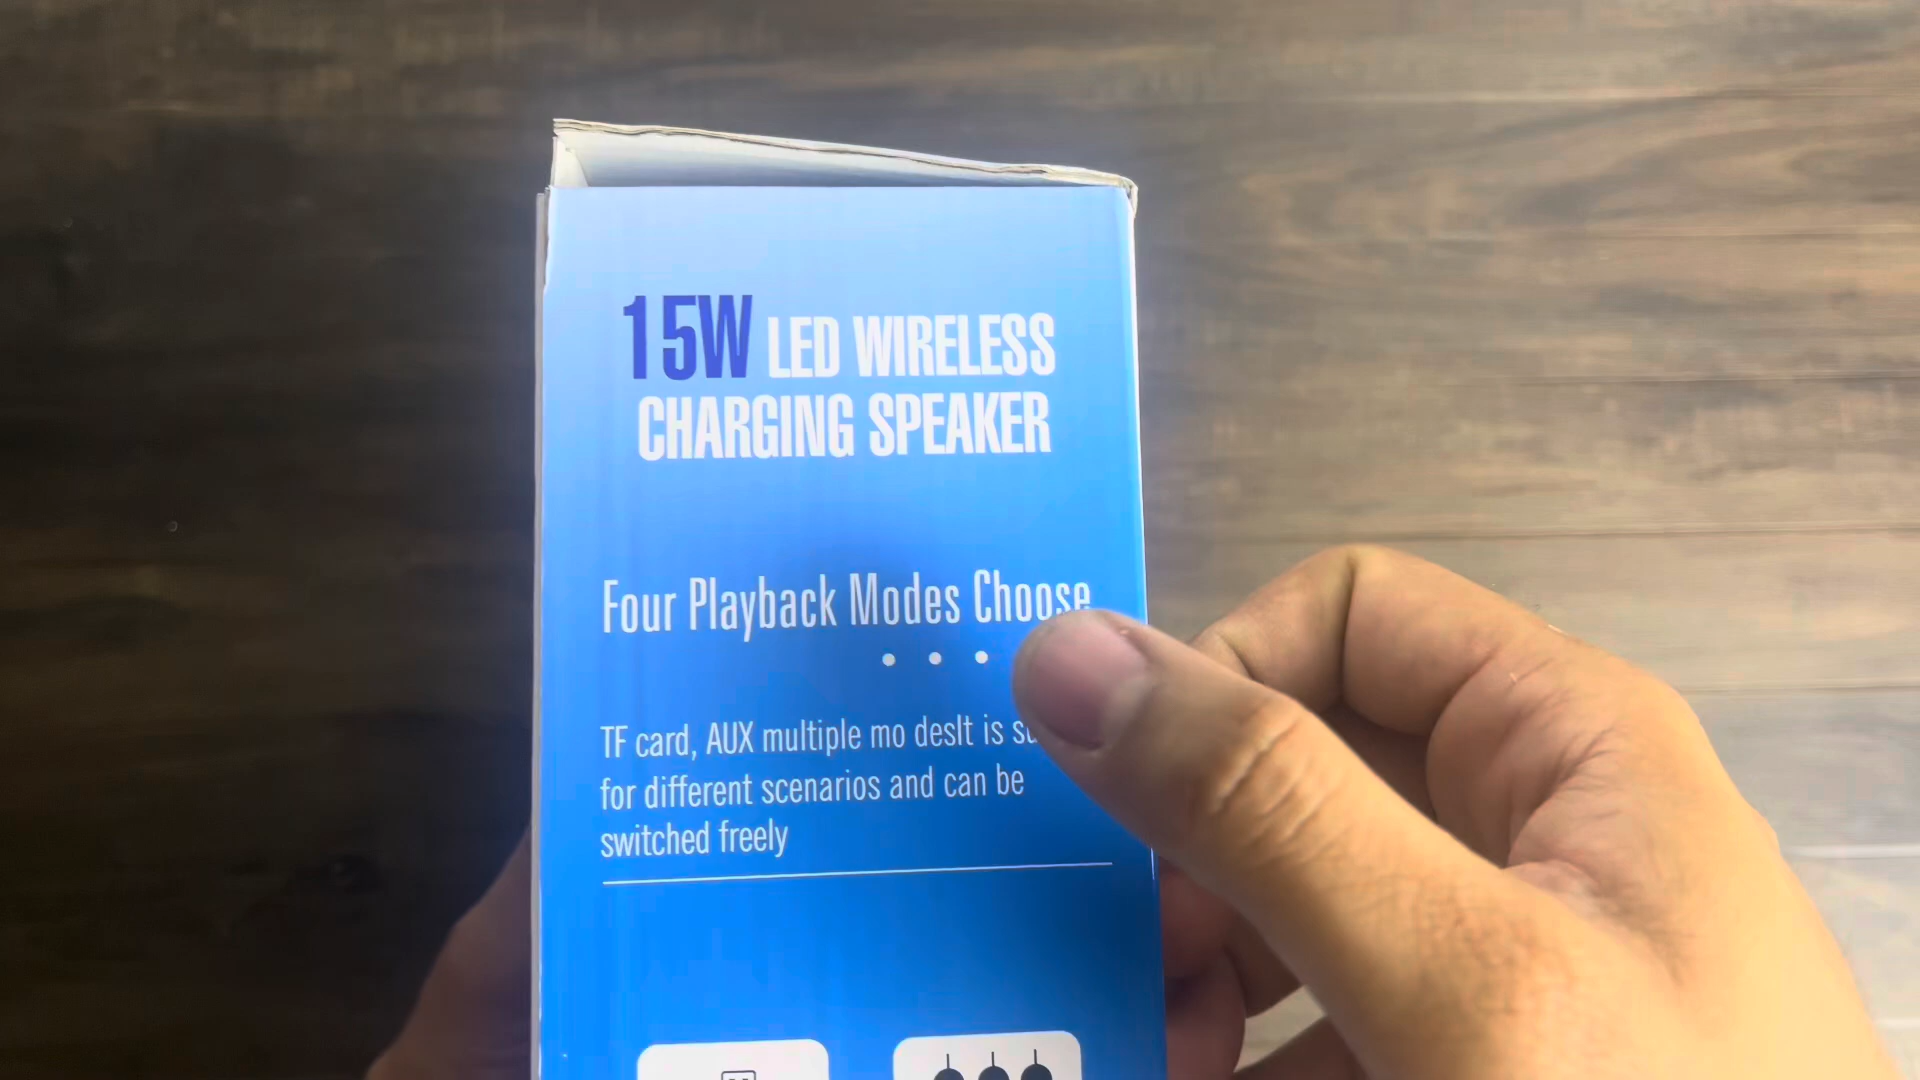 15W LED WIRELESS
CHARGING SPEAKER
Four Playback Modes Choose
TF card, AUX multiple mo desIt is
for different scenarios and can be
switched freely